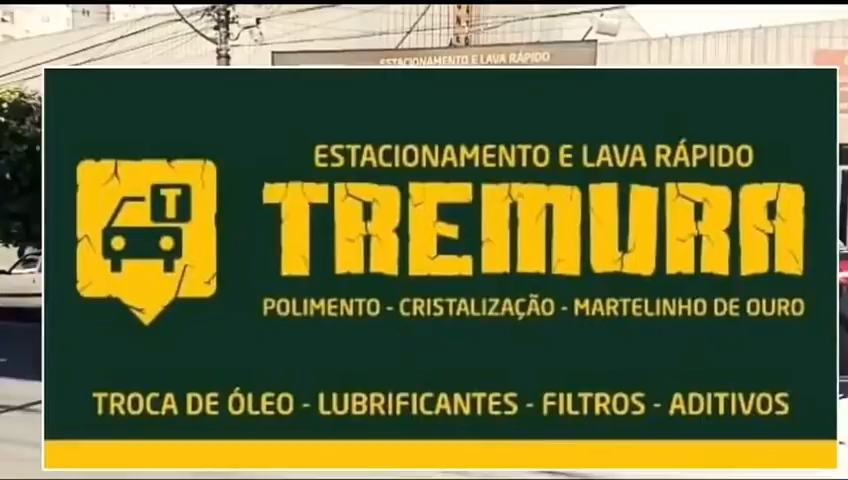 ESTACIONAMENTO E LAVA RÁPIDO
ESTACIONAMENTO E LAVA RÁPIDO
T
TREMURA
POLIMENTO - CRISTALIZAÇÃO - MARTELINHO DE OURO
TROCA DE ÓLEO - LUBRIFICANTES - FILTROS - ADITIVOS